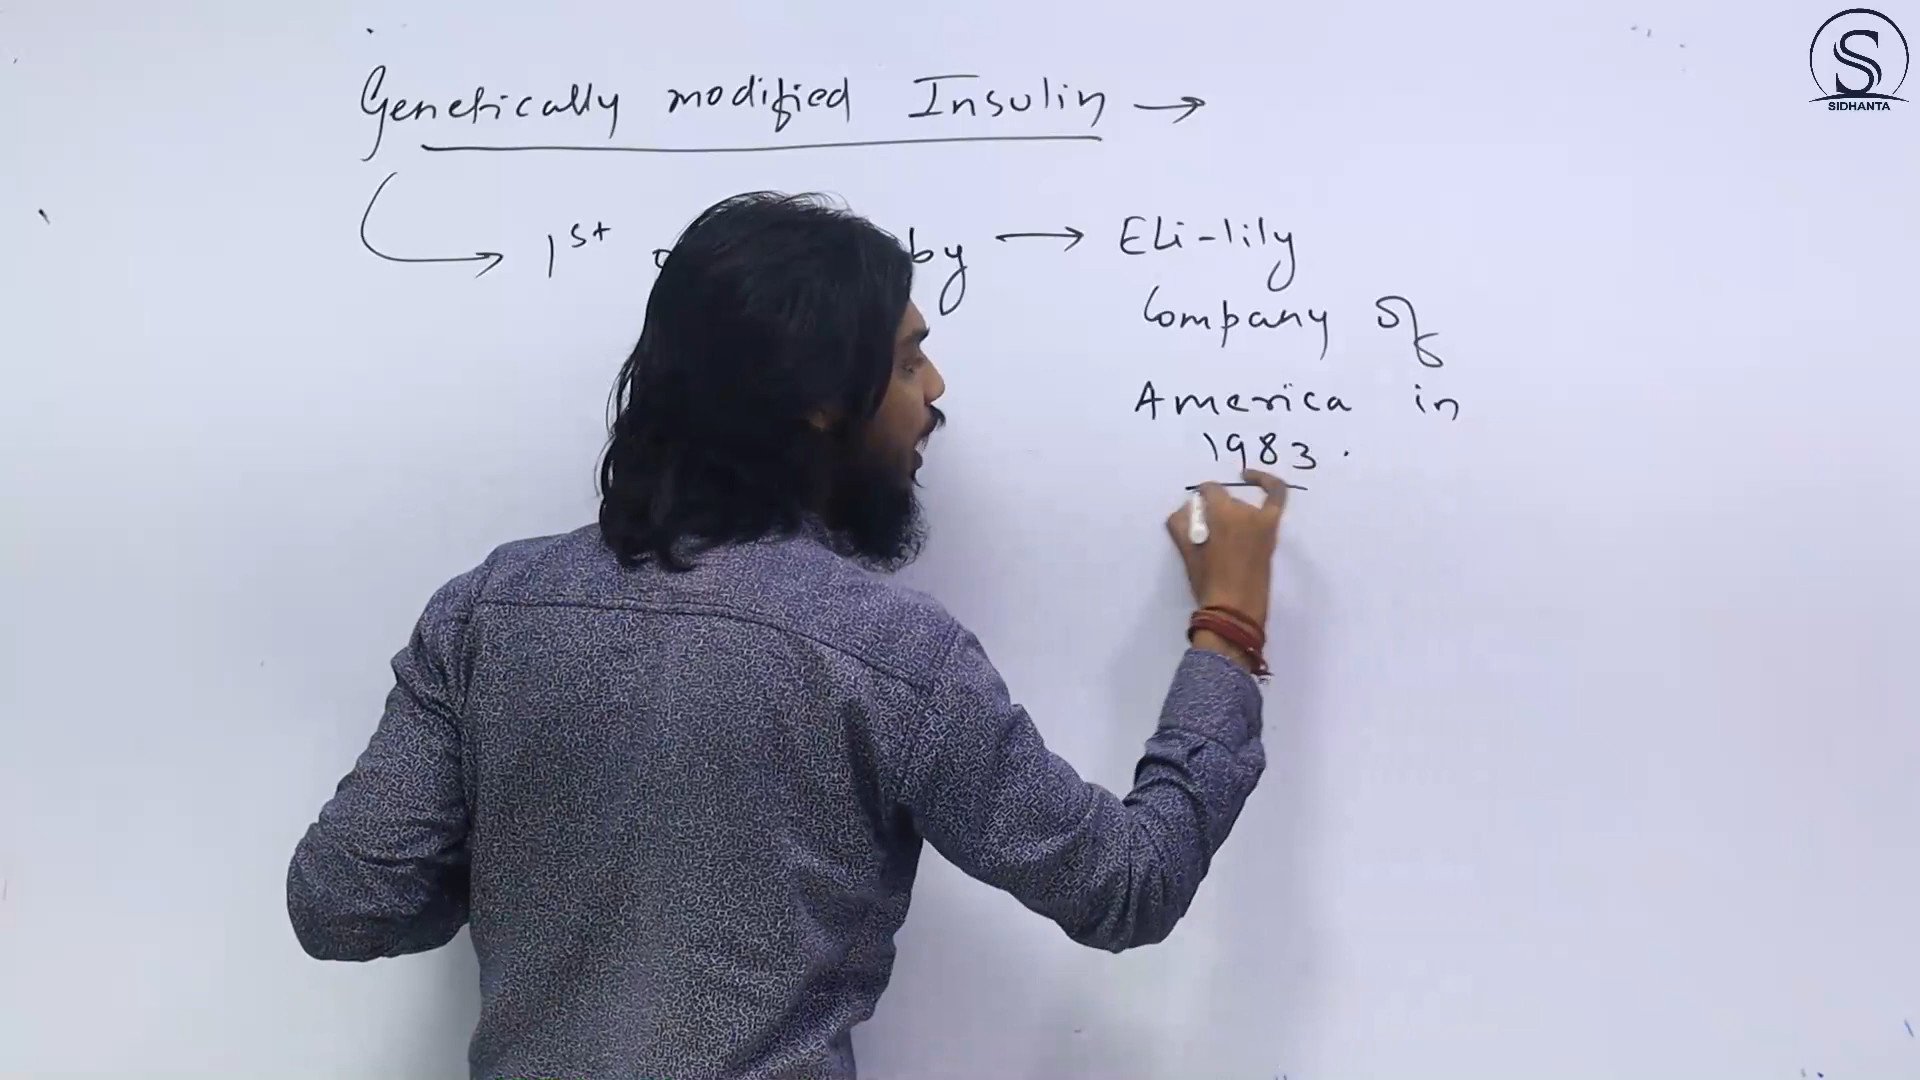 Genetically modified Insulin →
→ 1st by → Eli-lily
Company of
America in
1983.
S
SIDHANTA